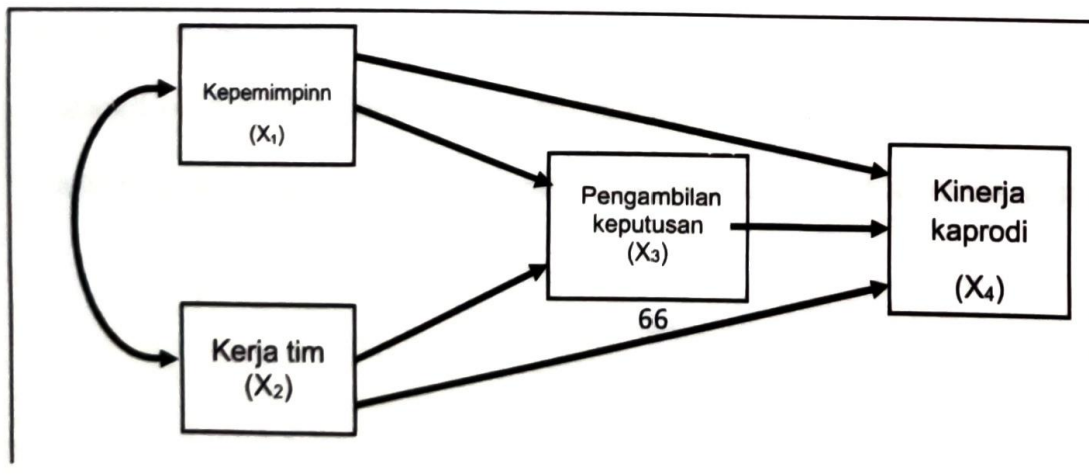 Kepemimpinn
(X₁)
Pengambilan
keputusan
(X₃)
Kinerja
kaprodi
(X₄)
66
Kerja tim
(X₂)